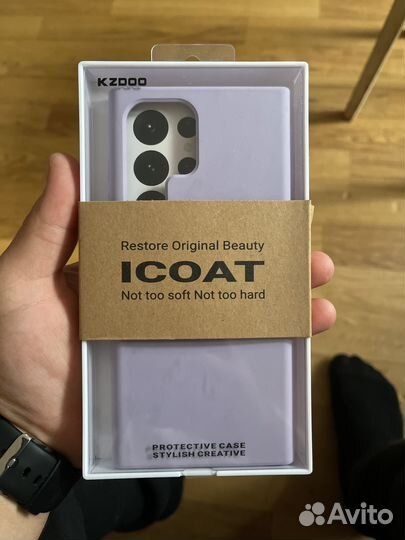 KZDOO
Restore Original Beauty
ICOAT
Not too soft Not too hard
PROTECTIVE CASE
STYLISH CREATIVE
Avito